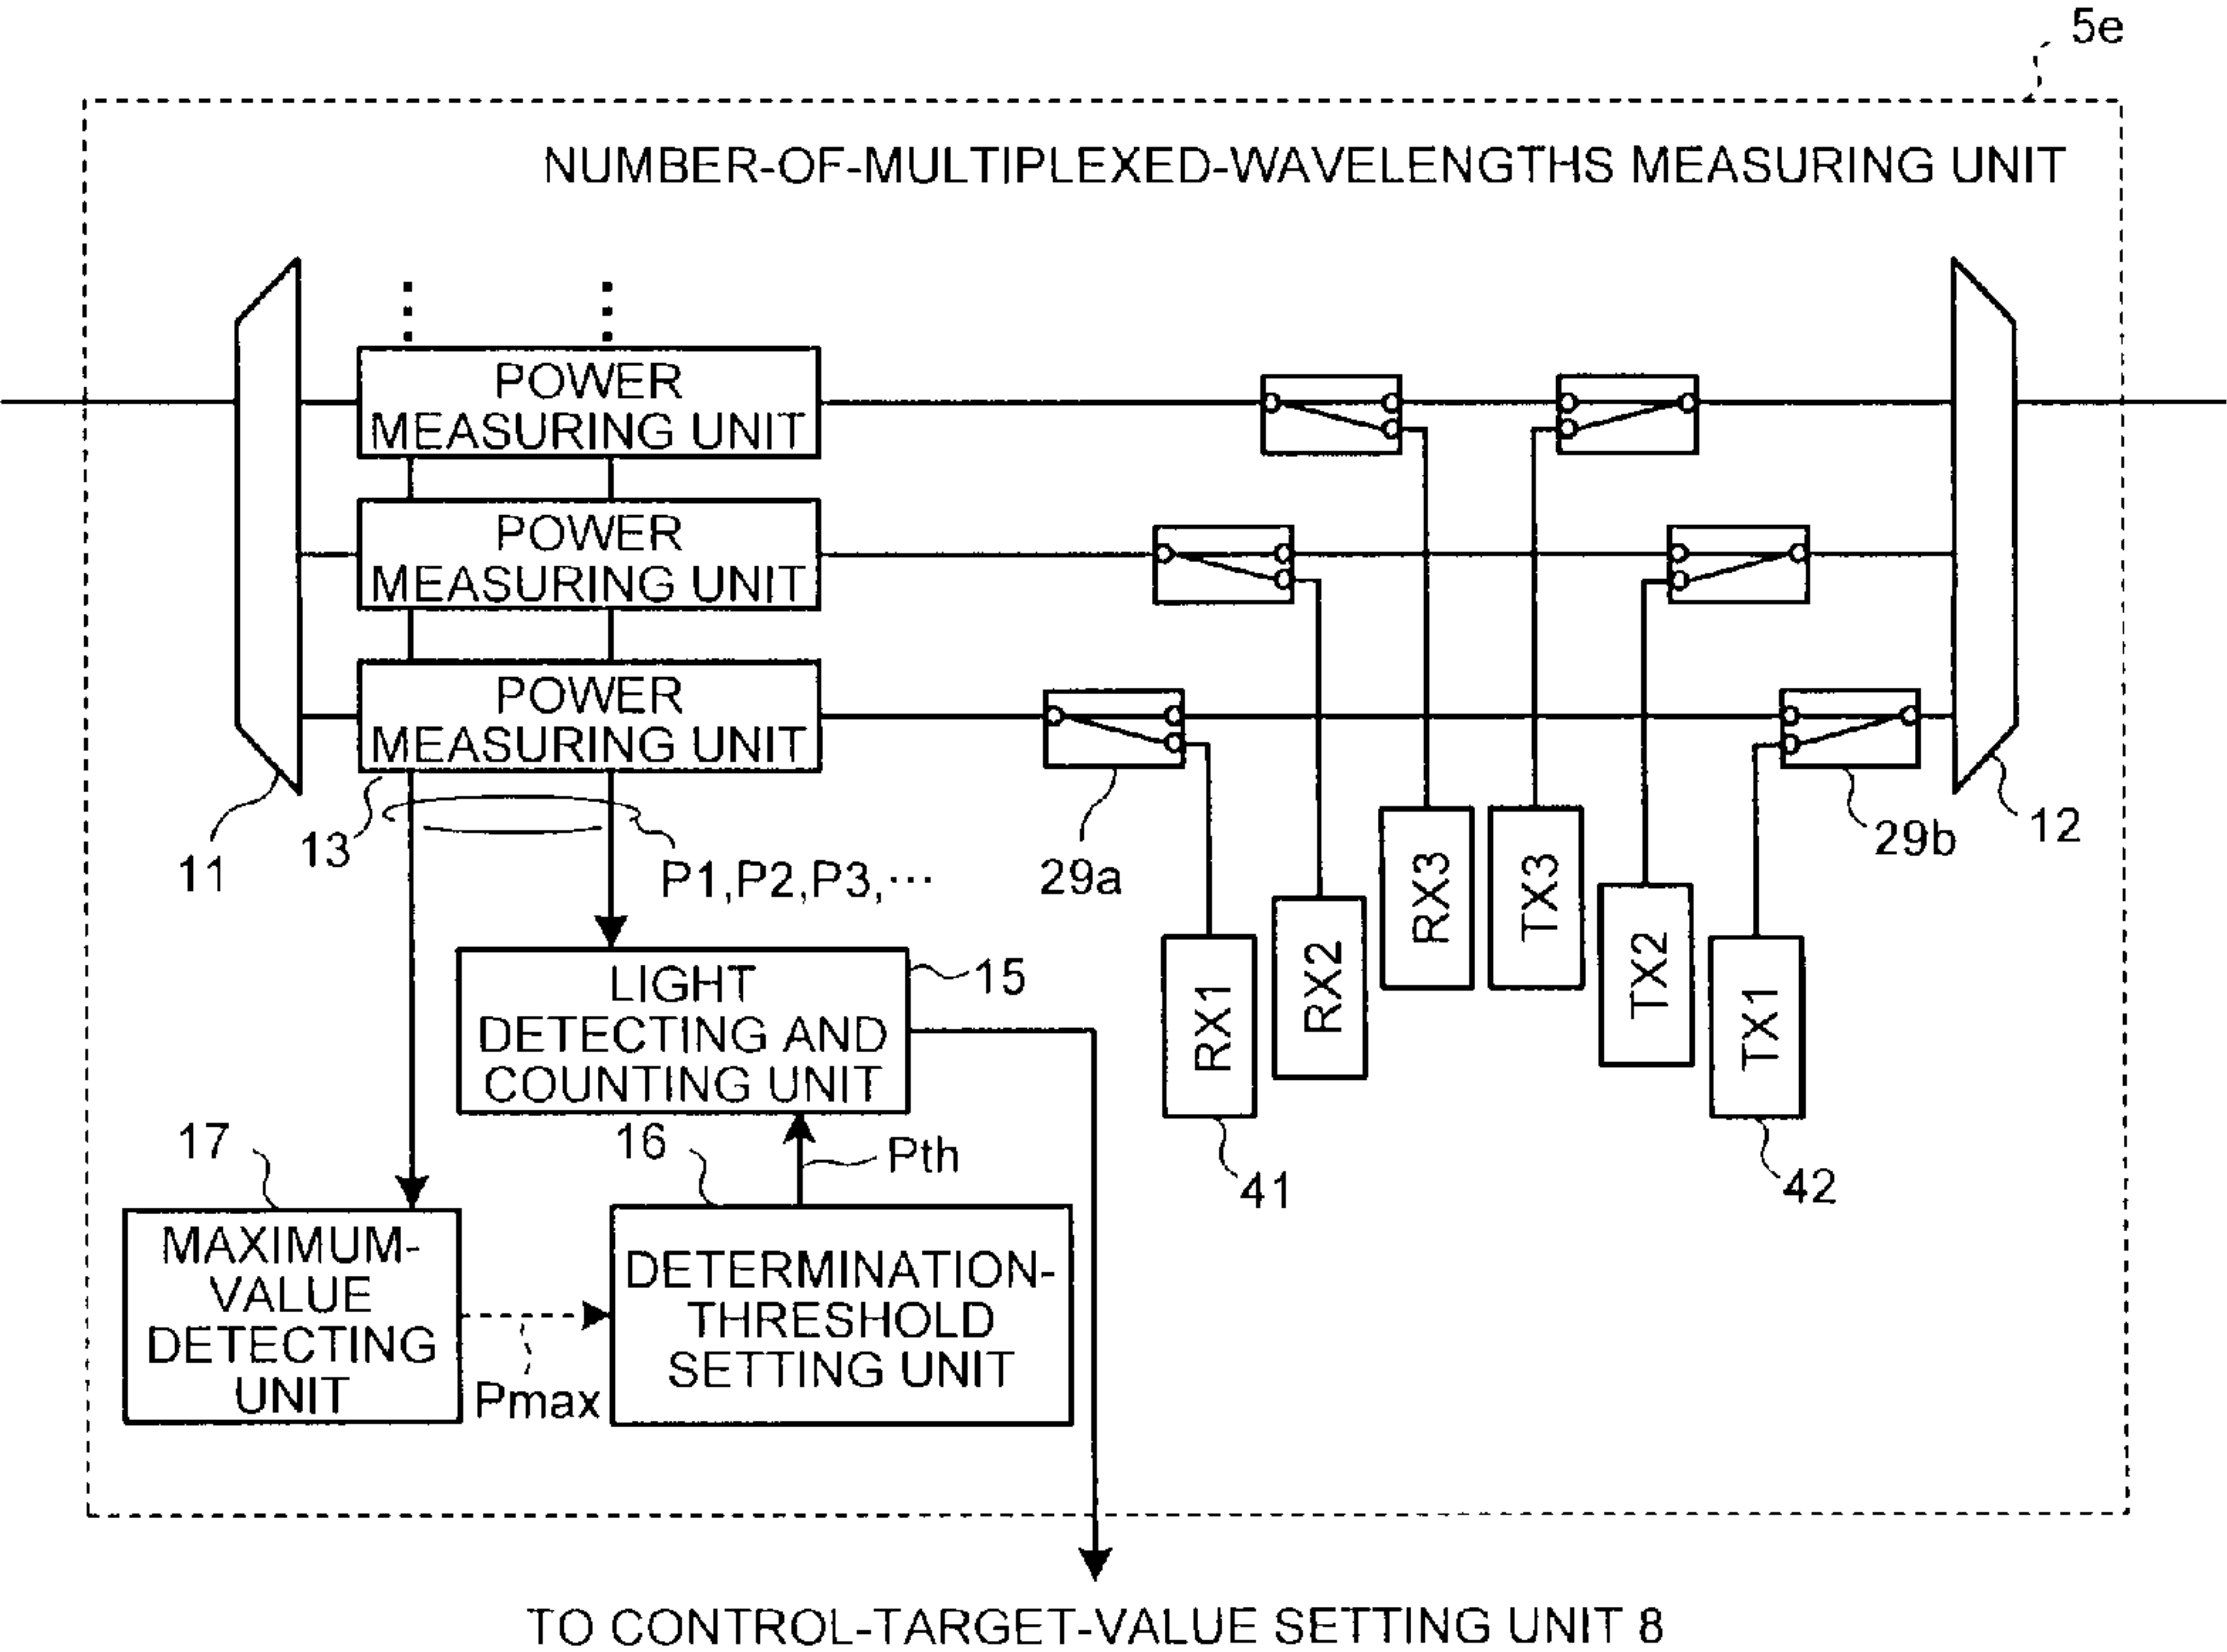 5e
NUMBER-OF-MULTIPLEXED-WAVELENGTHS MEASURING UNIT
POWER
MEASURING UNIT
POWER
MEASURING UNIT
POWER
MEASURING UNIT
11
13
P1,P2,P3,⋯
29a
29b
12
RX1
RX2
RX3
TX3
TX2
TX1
41
42
LIGHT
DETECTING AND
COUNTING UNIT
15
17
16
Pth
MAXIMUM-
VALUE
DETECTING
UNIT
Pmax
DETERMINATION-
THRESHOLD
SETTING UNIT
TO CONTROL-TARGET-VALUE SETTING UNIT 8